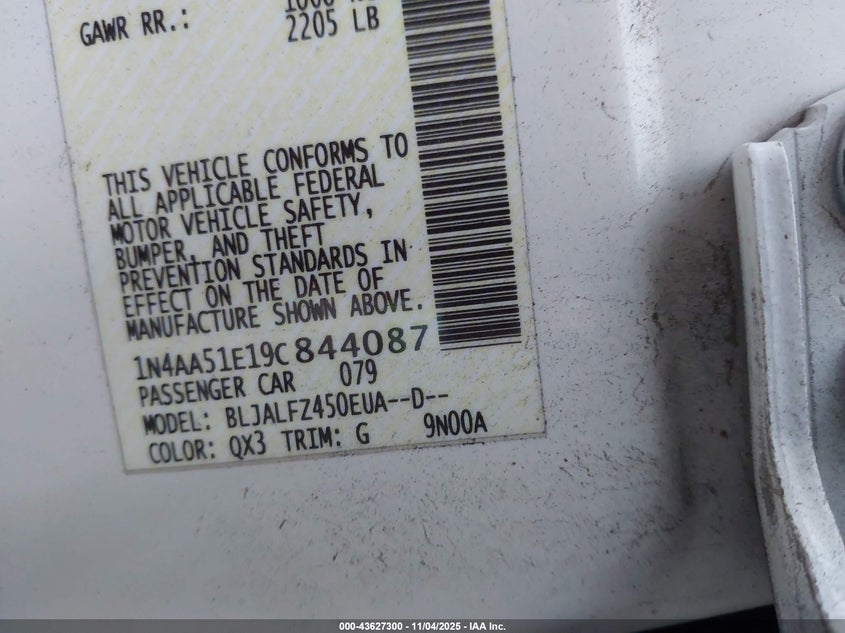 GAWR RR.:
2205 LB
THIS VEHICLE CONFORMS TO
ALL APPLICABLE FEDERAL
MOTOR VEHICLE SAFETY,
BUMPER, AND THEFT
PREVENTION STANDARDS IN
EFFECT ON THE DATE OF
MANUFACTURE SHOWN ABOVE.
1N4AA51E19C844087
PASSENGER CAR 079
MODEL: BLJALFZ450EUA--D--
COLOR: QX3 TRIM: G 9N00A
000-43627300 - 11/04/2025 - IAA Inc.